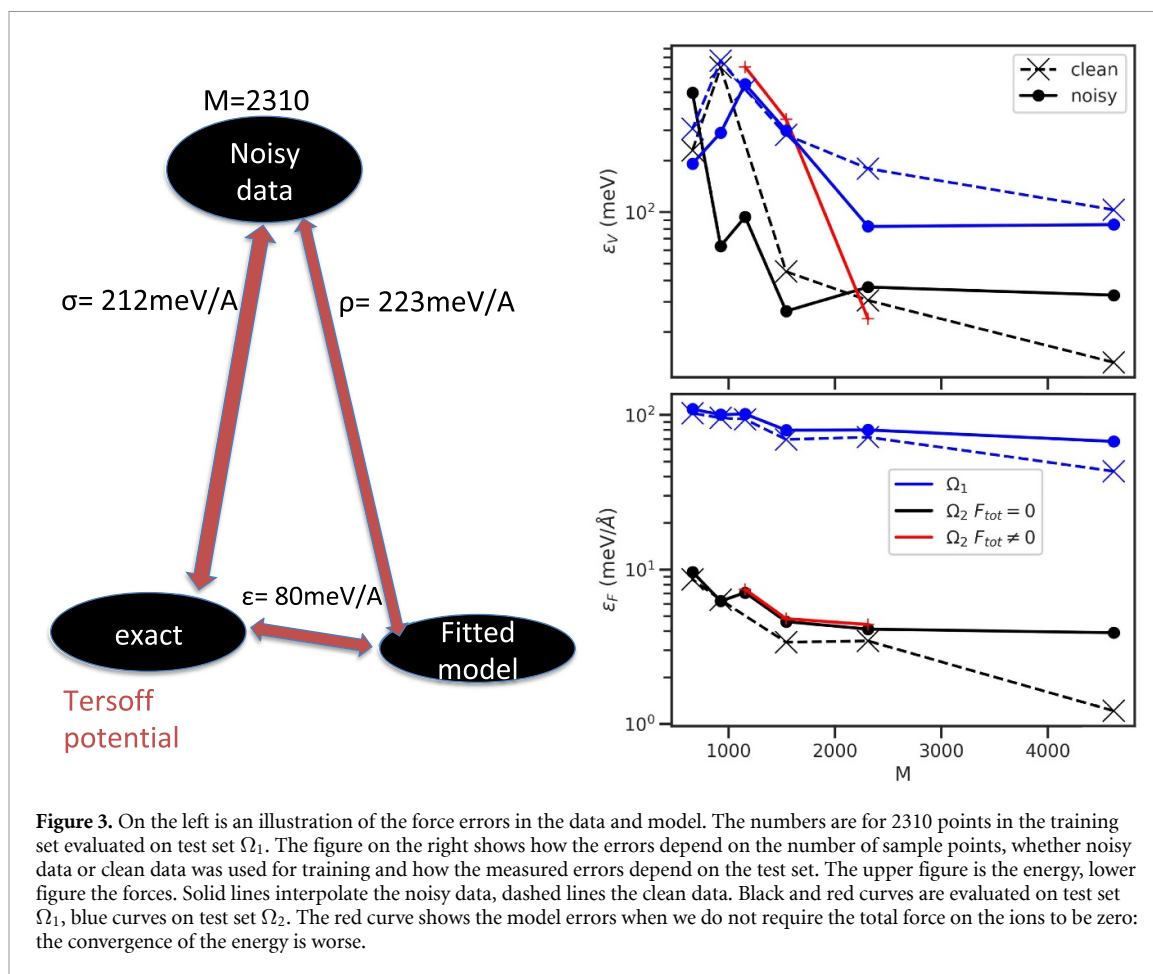 M=2310
Noisy
data
σ= 212meV/A
ρ= 223meV/A
ε= 80meV/A
exact
Fitted
model
Tersoff
potential
clean
noisy
10²
ε_V (meV)
10²
10¹
10⁰
ε_F (meV/Å)
Ω₁
Ω₂ F_tot = 0
Ω₂ F_tot ≠ 0
1000 2000 3000 4000
M
Figure 3. On the left is an illustration of the force errors in the data and model. The numbers are for 2310 points in the training
set evaluated on test set Ω₁. The figure on the right shows how the errors depend on the number of sample points, whether noisy
data or clean data was used for training and how the measured errors depend on the test set. The upper figure is the energy, lower
figure the forces. Solid lines interpolate the noisy data, dashed lines the clean data. Black and red curves are evaluated on test set
Ω₁, blue curves on test set Ω₂. The red curve shows the model errors when we do not require the total force on the ions to be zero:
the convergence of the energy is worse.